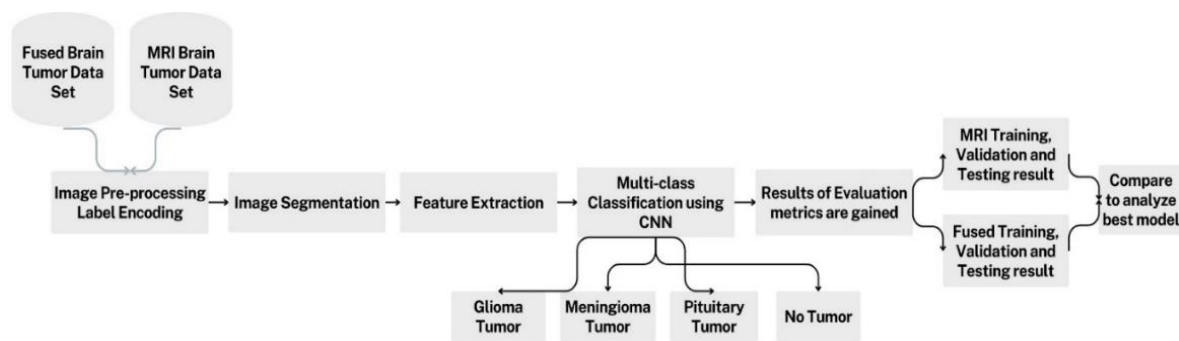 Fused Brain
Tumor Data
Set
MRI Brain
Tumor Data
Set
Image Pre-processing
Label Encoding
Image Segmentation
Feature Extraction
Multi-class
Classification using
CNN
Results of Evaluation
metrics are gained
MRI Training,
Validation and
Testing result
Fused Training,
Validation and
Testing result
Compare
to analyze
best model
Glioma
Tumor
Meningioma
Tumor
Pituitary
Tumor
No Tumor